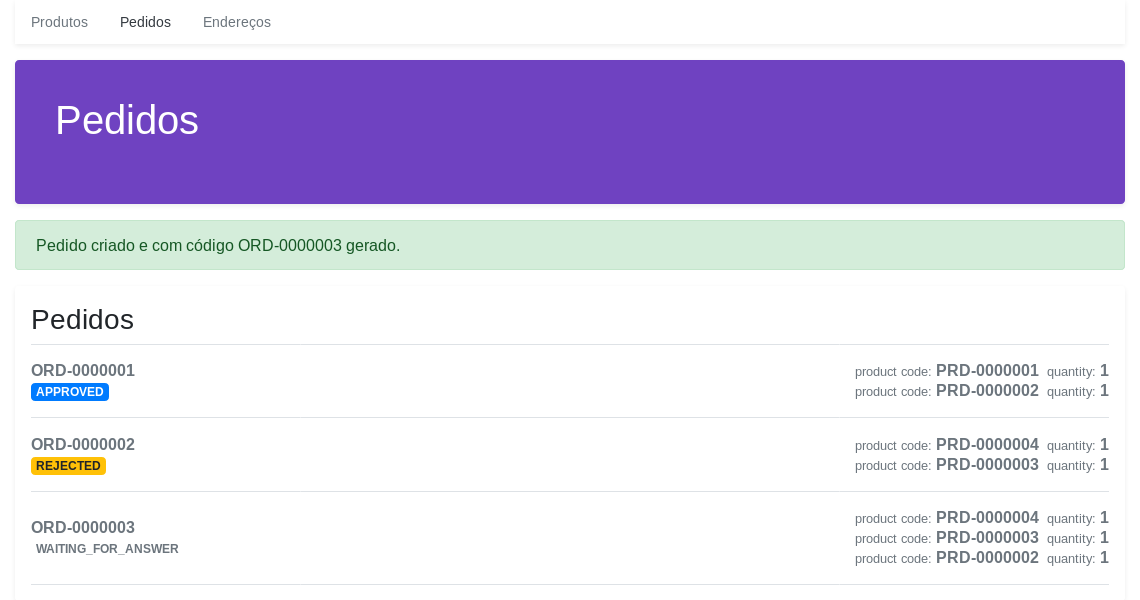 Produtos Pedidos Endereços
Pedidos
Pedido criado e com código ORD-0000003 gerado.
Pedidos
ORD-0000001
APPROVED
product code: PRD-0000001 quantity: 1
product code: PRD-0000002 quantity: 1
ORD-0000002
REJECTED
product code: PRD-0000004 quantity: 1
product code: PRD-0000003 quantity: 1
ORD-0000003
WAITING_FOR_ANSWER
product code: PRD-0000004 quantity: 1
product code: PRD-0000003 quantity: 1
product code: PRD-0000002 quantity: 1